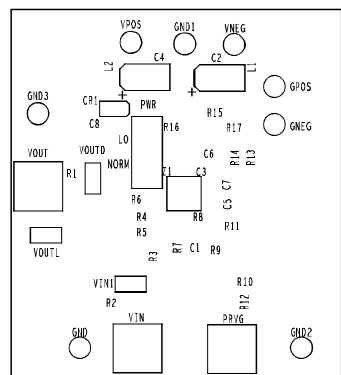 VPOS
GND1
VNEG
L2
C4
C2
L1
GPOS
GND3
CR1
PWR
C8
R15
R16
R17
GNEG
LO
VOUT
VOUTD
NORM
C6
R14
R13
R1
Z1
C3
C7
R6
R4
R8
C5
R5
R11
VOUTL
R3
R7
C1
R9
VIN1
R10
R2
R12
GND
VIN
PRVG
GND2